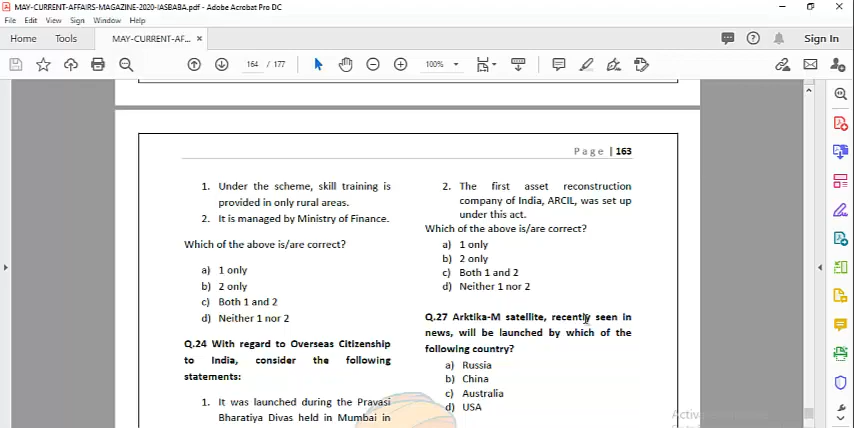 MAY-CURRENT-AFFAIRS-MAGAZINE-2020-IASBABA.pdf - Adobe Acrobat Pro DC
File Edit View Sign Window Help
Home Tools MAY-CURRENT-AF... × Sign In
164 / 177 100%
Page | 163
1. Under the scheme, skill training is
provided in only rural areas.
2. It is managed by Ministry of Finance.
Which of the above is/are correct?
a) 1 only
b) 2 only
c) Both 1 and 2
d) Neither 1 nor 2
Q.24 With regard to Overseas Citizenship
to India, consider the following
statements:
1. It was launched during the Pravasi
Bharatiya Divas held in Mumbai in
2. The first asset reconstruction
company of India, ARCIL, was set up
under this act.
Which of the above is/are correct?
a) 1 only
b) 2 only
c) Both 1 and 2
d) Neither 1 nor 2
Q.27 Arktika-M satellite, recently seen in
news, will be launched by which of the
following country?
a) Russia
b) China
c) Australia
d) USA